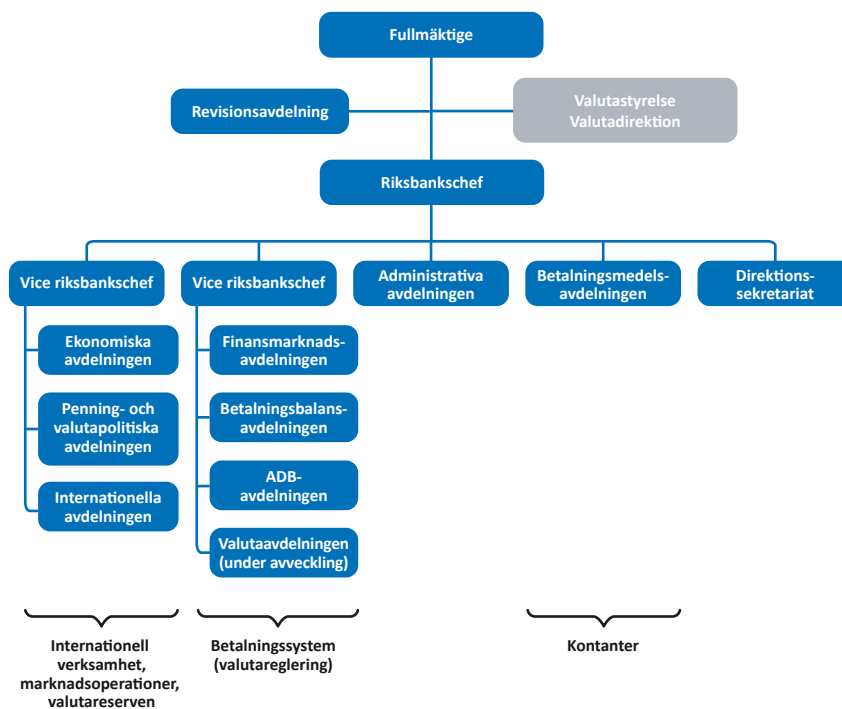 Fullmäktige
Revisionsavdelning
Valutastyrelse
Valutadirektion
Riksbankschef
Vice riksbankschef
Vice riksbankschef
Administrativa
avdelningen
Betalningsmedels-
avdelningen
Direktions-
sekretariat
Ekonomiska
avdelningen
Penning- och
valutapolitiska
avdelningen
Internationella
avdelningen
Finansmarknads-
avdelningen
Betalningsbalans-
avdelningen
ADB-
avdelningen
Valutaavdelningen
(under avveckling)
Internationell
verksamhet,
marknadsoperationer,
valutareserven
Betalningssystem
(valutareglering)
Kontanter